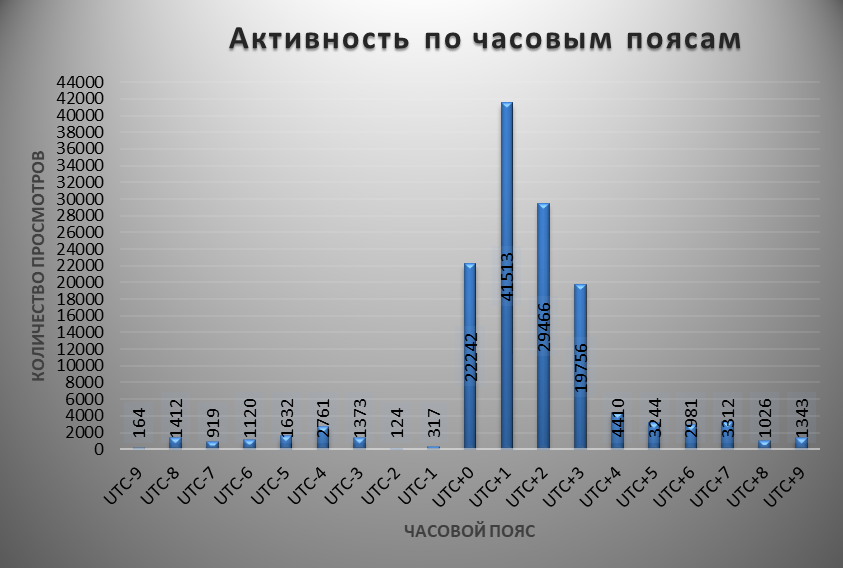 Активность по часовым поясам
КОЛИЧЕСТВО ПРОСМОТРОВ
44000
42000
40000
38000
36000
34000
32000
30000
28000
26000
24000
22000
20000
18000
16000
14000
12000
10000
8000
6000
4000
2000
0
164
1412
919
1120
1632
2761
1373
124
317
22242
41513
29466
19756
4410
3244
2981
3312
1026
1343
UTC-9
UTC-8
UTC-7
UTC-6
UTC-5
UTC-4
UTC-3
UTC-2
UTC-1
UTC+0
UTC+1
UTC+2
UTC+3
UTC+4
UTC+5
UTC+6
UTC+7
UTC+8
UTC+9
ЧАСОВОЙ ПОЯС